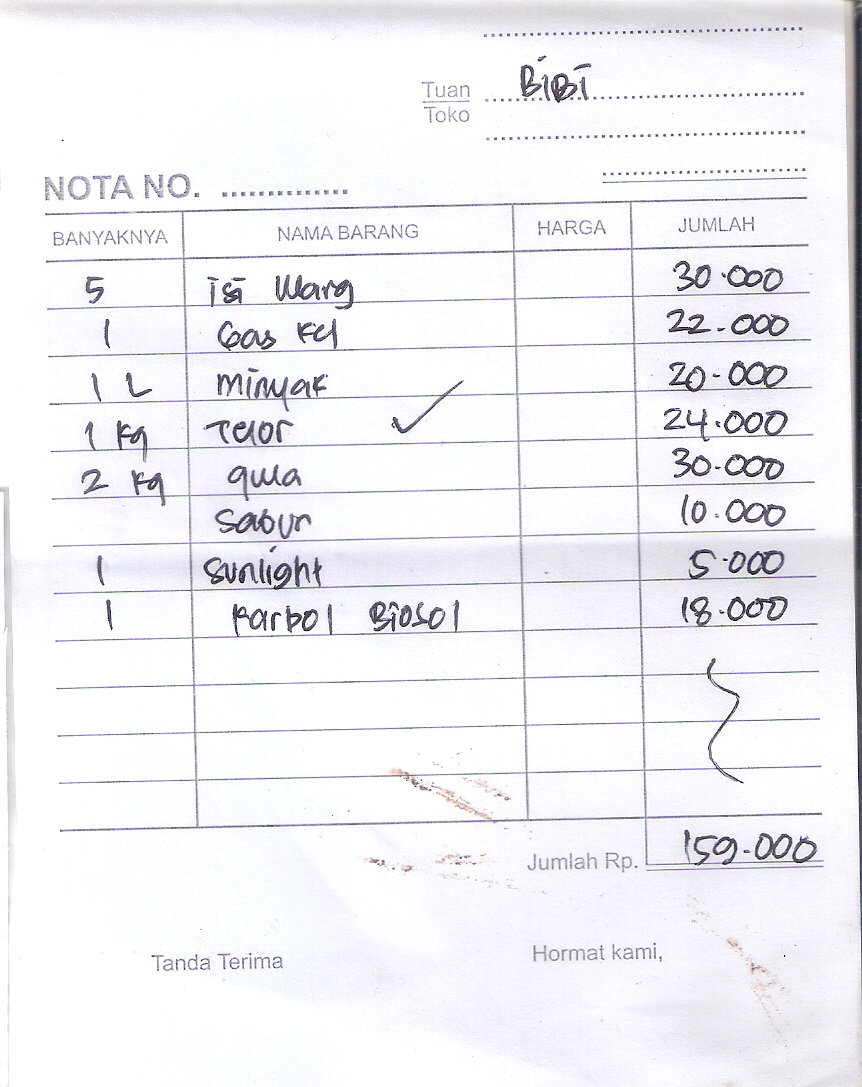 Tuan BiBi
Toko
NOTA NO.
BANYAKNYA NAMA BARANG HARGA JUMLAH
5 isi Warg 30.000
1 Gas Kcl 22.000
1 L minyak 20.000
1 kg Telor 24.000
2 kg gula 30.000
sabun 10.000
1 sunlight 5.000
1 Karbol Biosol 18.000
Jumlah Rp. 159.000
Tanda Terima Hormat kami,